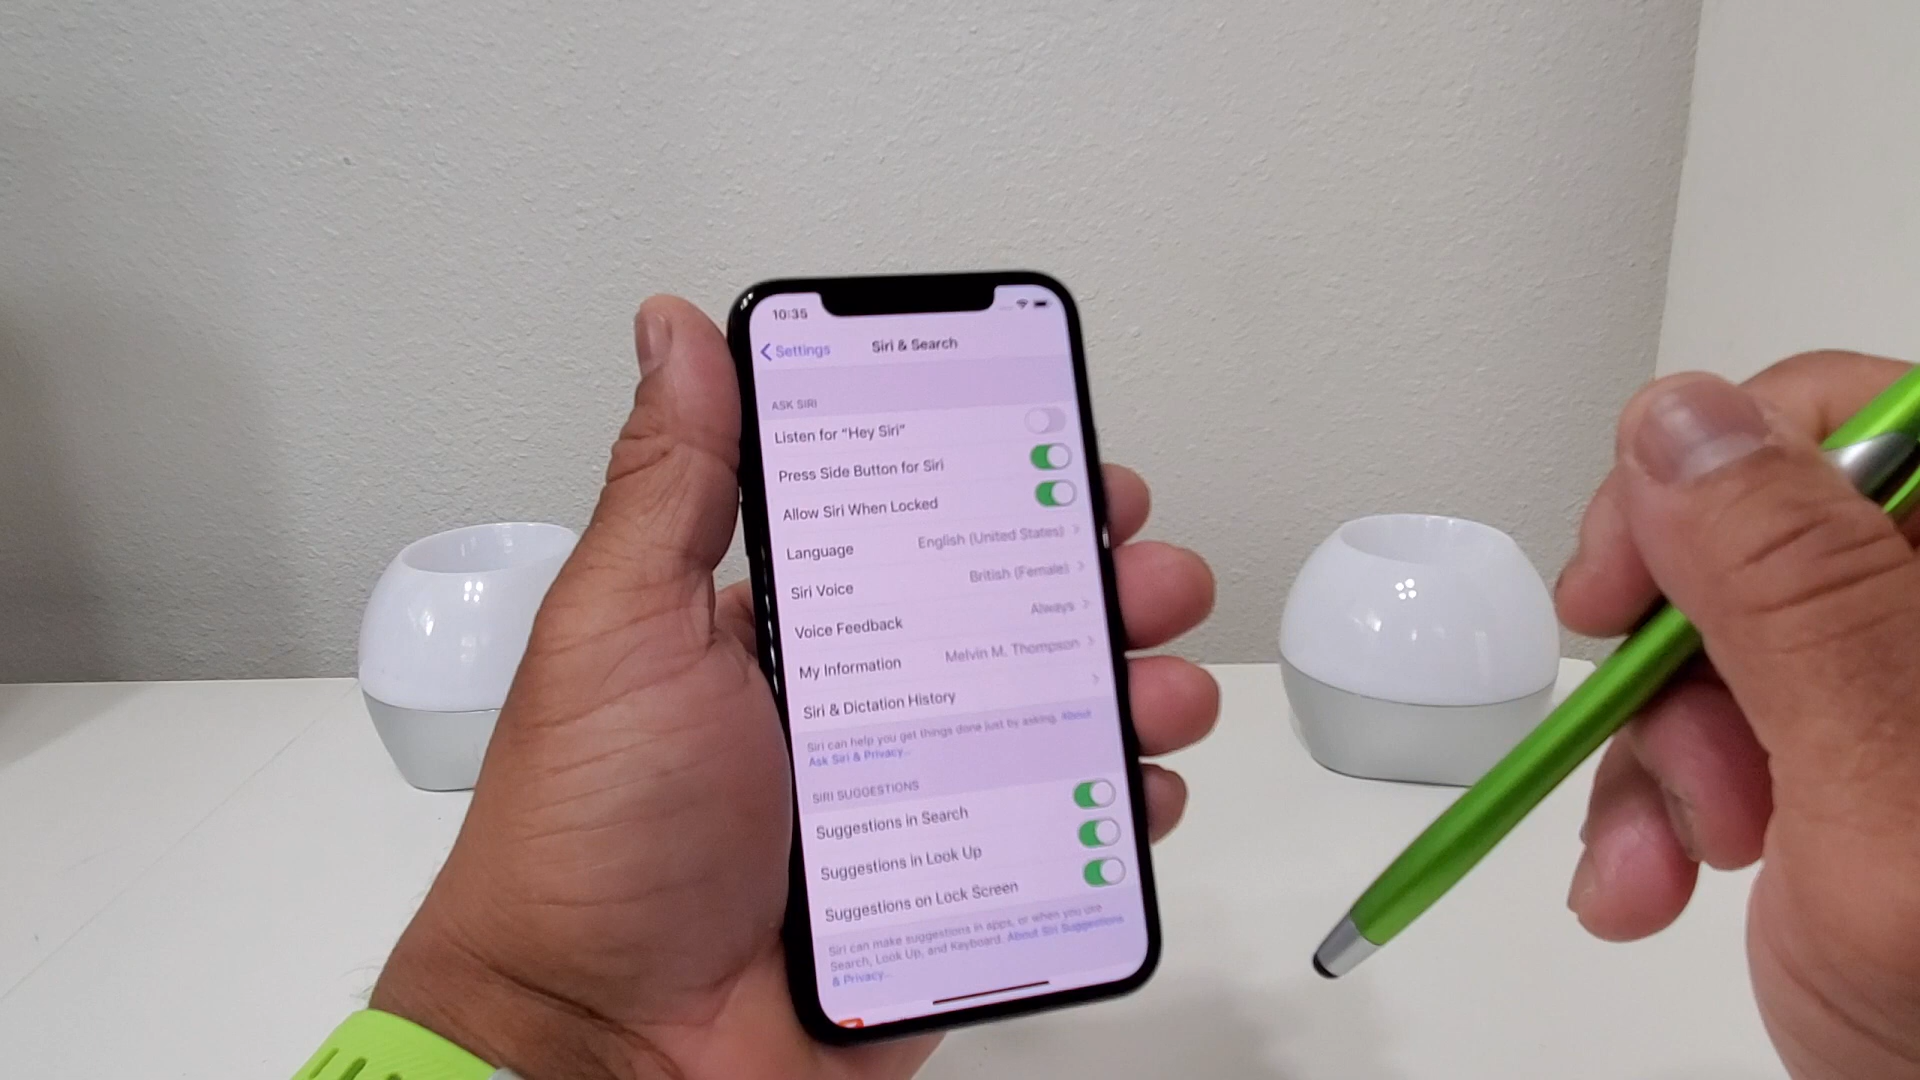 10:35
Settings Siri & Search
ASK SIRI
Listen for “Hey Siri”
Press Side Button for Siri
Allow Siri When Locked
Language English (United States)
Siri Voice British (Female)
Voice Feedback Always
My Information Melvin M. Thompson
Siri & Dictation History
Siri can help you get things done just by asking. About
Ask Siri & Privacy...
SIRI SUGGESTIONS
Suggestions in Search
Suggestions in Look Up
Suggestions on Lock Screen
Siri can make suggestions in apps, or when you use
Search, Look Up, and Keyboard. About Siri Suggestions
& Privacy...